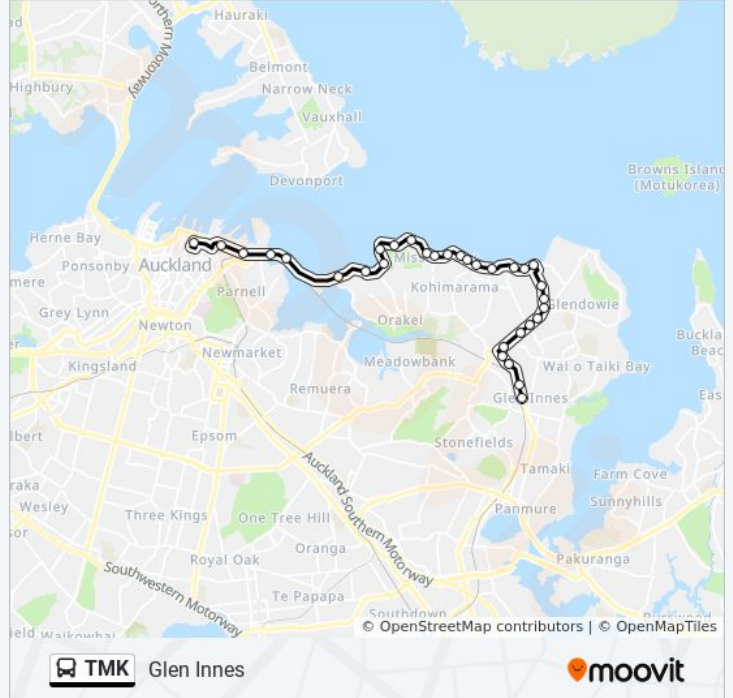 Hauraki
Northern Motorway
Highbury
Belmont
Narrow Neck
Vauxhall
Browns Island
(Motukorea)
Devonport
Herne Bay
Ponsonby
Auckland
Parnell
Kohimarama
Glendowie
Grey Lynn
Orakei
Newton
Newmarket
Meadowbank
Kingsland
Wai o Taiki Bay
Remuera
Glen Innes
Epsom
Stonefields
Auckland Southern Motorway
Tamaki
Farm Cove
Wesley
Sunnyhills
Three Kings
One Tree Hill
Panmure
Oranga
Royal Oak
Pakuranga
Southwestern Motorway
Te Papapa
Southdown
© OpenStreetMap contributors | © OpenMapTiles
TMK Glen Innes
moovit